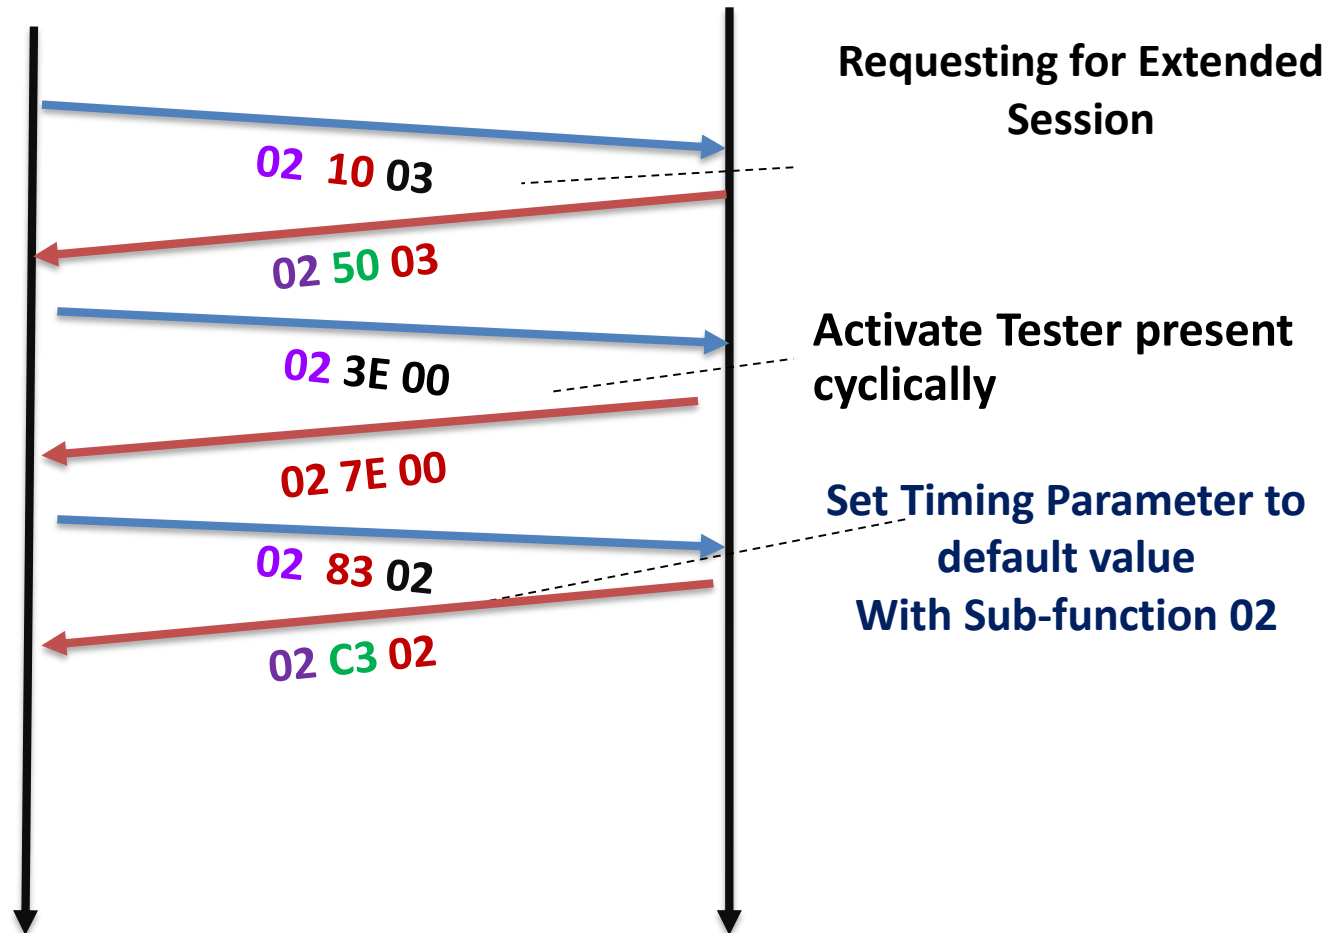 Requesting for Extended
Session
02 10 03
02 50 03
Activate Tester present
cyclically
02 3E 00
02 7E 00
Set Timing Parameter to
default value
With Sub-function 02
02 83 02
02 C3 02